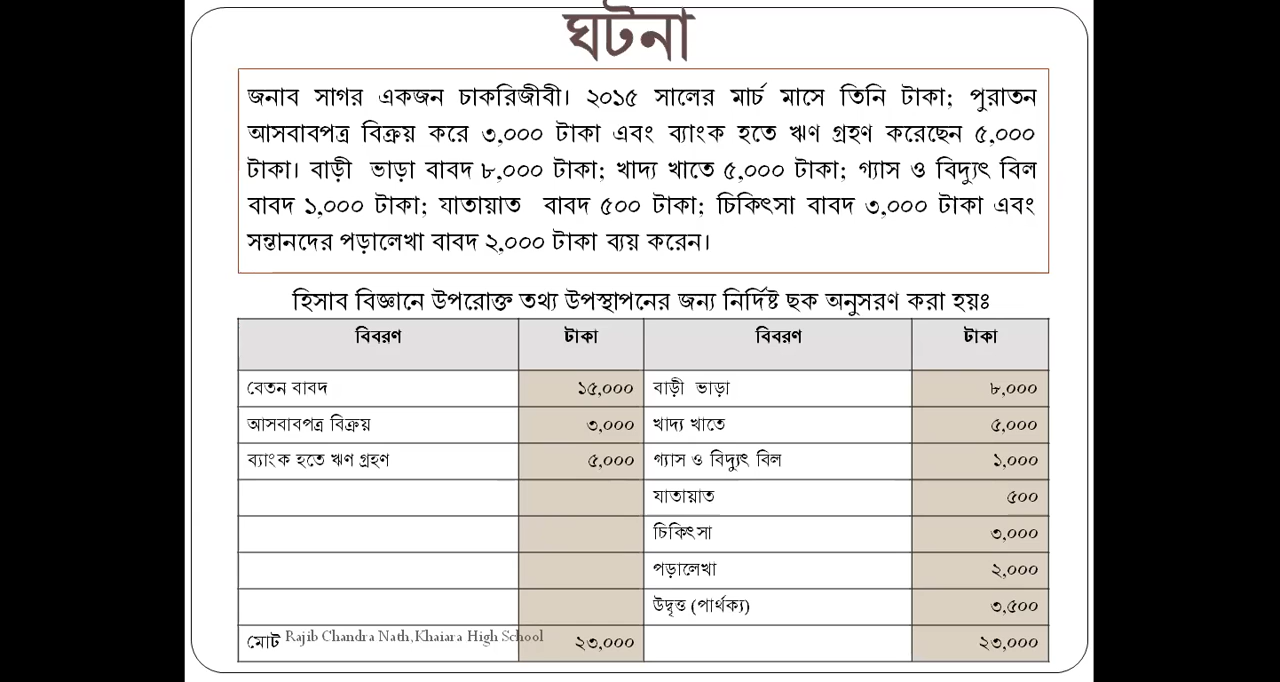 ঘটনা
জনাব সাগর একজন চাকরিজীবী। ২০১৫ সালের মার্চ মাসে তিনি টাকা; পুরাতন
আসবাবপত্র বিক্রয় করে ৩,০০০ টাকা এবং ব্যাংক হতে ঋণ গ্রহণ করেছেন ৫,০০০
টাকা। বাড়ী ভাড়া বাবদ ৮,০০০ টাকা; খাদ্য খাতে ৫,০০০ টাকা; গ্যাস ও বিদ্যুৎ বিল
বাবদ ১,০০০ টাকা; যাতায়াত বাবদ ৫০০ টাকা; চিকিৎসা বাবদ ৩,০০০ টাকা এবং
সন্তানদের পড়ালেখা বাবদ ২,০০০ টাকা ব্যয় করেন।
হিসাব বিজ্ঞানে উপরোক্ত তথ্য উপস্থাপনের জন্য নির্দিষ্ট ছক অনুসরণ করা হয়ঃ
বিবরণ টাকা বিবরণ টাকা
বেতন বাবদ ১৫,০০০ বাড়ী ভাড়া ৮,০০০
আসবাবপত্র বিক্রয় ৩,০০০ খাদ্য খাতে ৫,০০০
ব্যাংক হতে ঋণ গ্রহণ ৫,০০০ গ্যাস ও বিদ্যুৎ বিল ১,০০০
যাতায়াত ৫০০
চিকিৎসা ৩,০০০
পড়ালেখা ২,০০০
উদ্বৃত্ত (পার্থক্য) ৩,৫০০
মোট Rajib Chandra Nath,Khaiara High School ২৩,০০০ ২৩,০০০